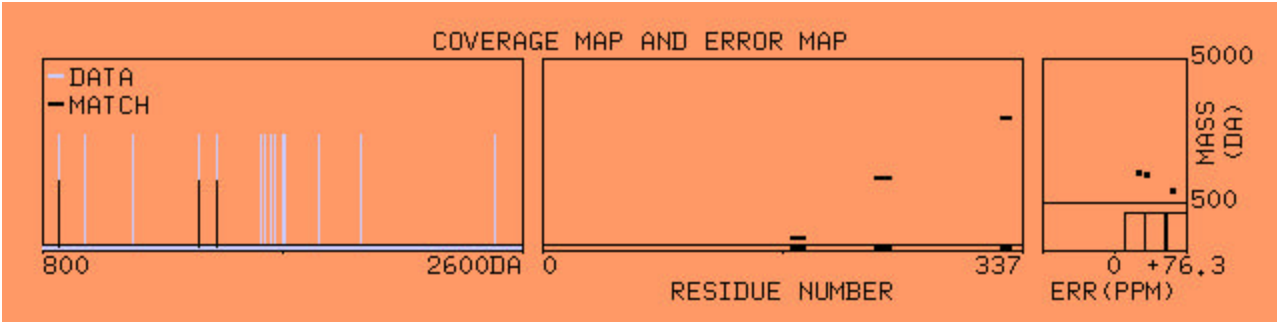 COVERAGE MAP AND ERROR MAP
DATA
MATCH
5000
MASS
(DA)
500
800
2600DA
0
337
0
+76.3
RESIDUE NUMBER
ERR(PPM)